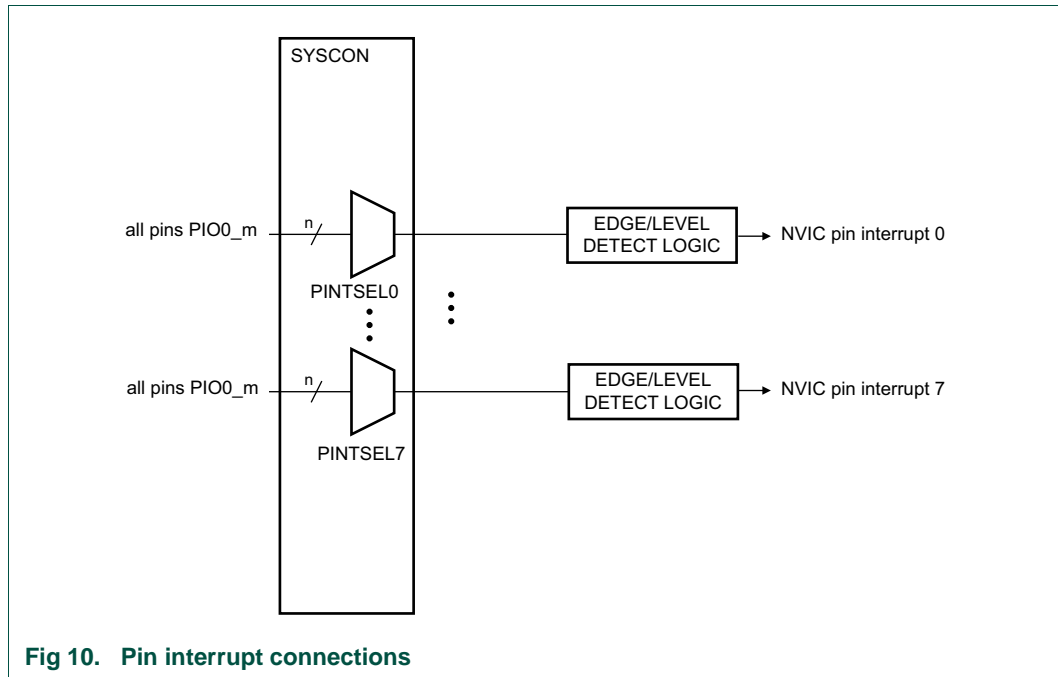 SYSCON
all pins PIO0_m
n
PINTSEL0
EDGE/LEVEL
DETECT LOGIC
NVIC pin interrupt 0
all pins PIO0_m
n
PINTSEL7
EDGE/LEVEL
DETECT LOGIC
NVIC pin interrupt 7
Fig 10. Pin interrupt connections